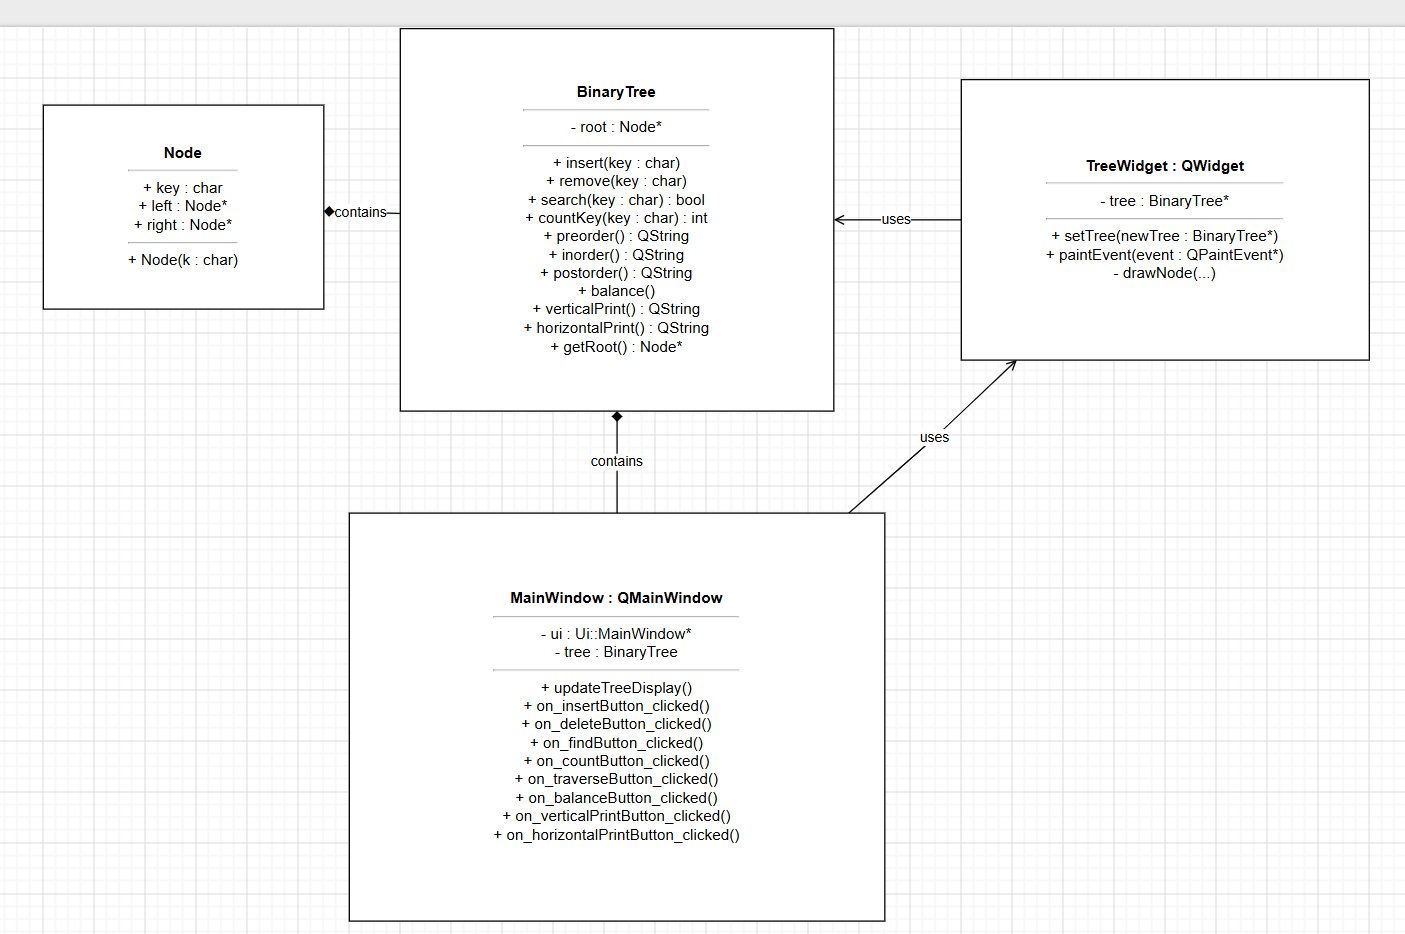 Node
+ key : char
+ left : Node*
+ right : Node*
+ Node(k : char)
contains
BinaryTree
- root : Node*
+ insert(key : char)
+ remove(key : char)
+ search(key : char) : bool
+ countKey(key : char) : int
+ preorder() : QString
+ inorder() : QString
+ postorder() : QString
+ balance()
+ verticalPrint() : QString
+ horizontalPrint() : QString
+ getRoot() : Node*
uses
TreeWidget : QWidget
- tree : BinaryTree*
+ setTree(newTree : BinaryTree*)
+ paintEvent(event : QPaintEvent*)
- drawNode(...)
uses
contains
MainWindow : QMainWindow
- ui : Ui::MainWindow*
- tree : BinaryTree
+ updateTreeDisplay()
+ on_insertButton_clicked()
+ on_deleteButton_clicked()
+ on_findButton_clicked()
+ on_countButton_clicked()
+ on_traverseButton_clicked()
+ on_balanceButton_clicked()
+ on_verticalPrintButton_clicked()
+ on_horizontalPrintButton_clicked()